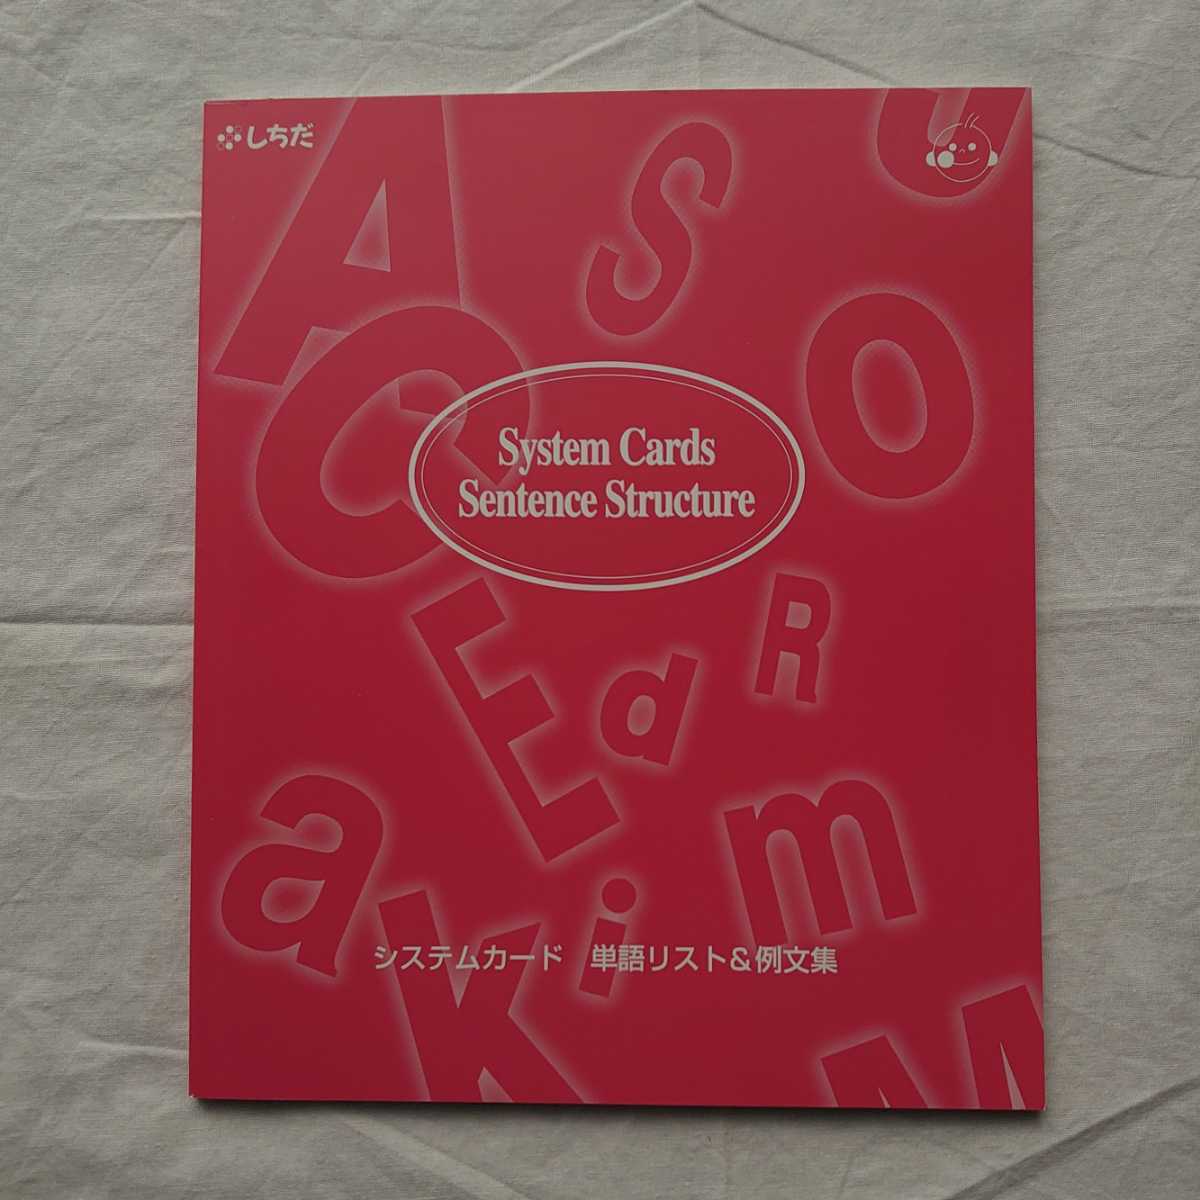 しちだ
System Cards
Sentence Structure
システムカード 単語リスト＆例文集